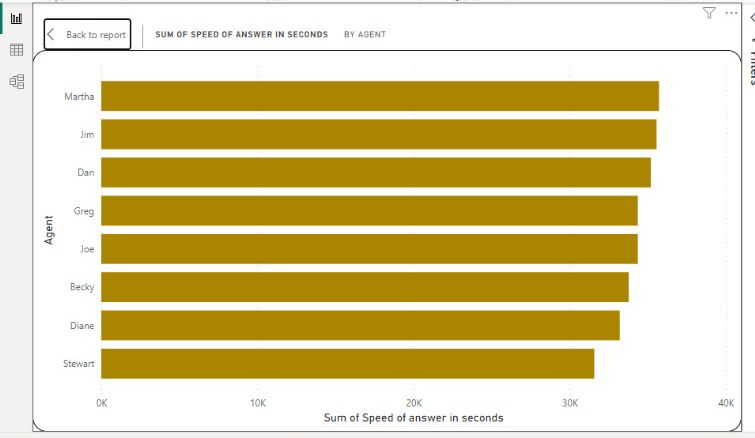 Back to report
SUM OF SPEED OF ANSWER IN SECONDS BY AGENT
Filters
Agent
Martha
Jim
Dan
Greg
Joe
Becky
Diane
Stewart
0K 10K 20K 30K 40K
Sum of Speed of answer in seconds